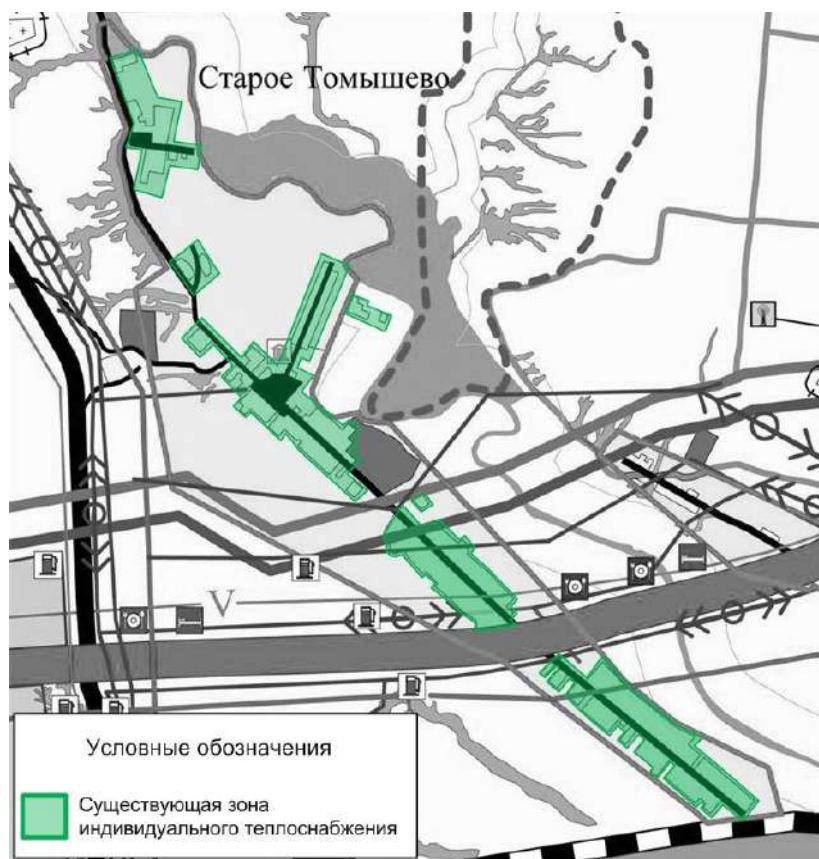 Старое Томышево
V
Условные обозначения
Существующая зона
индивидуального теплоснабжения